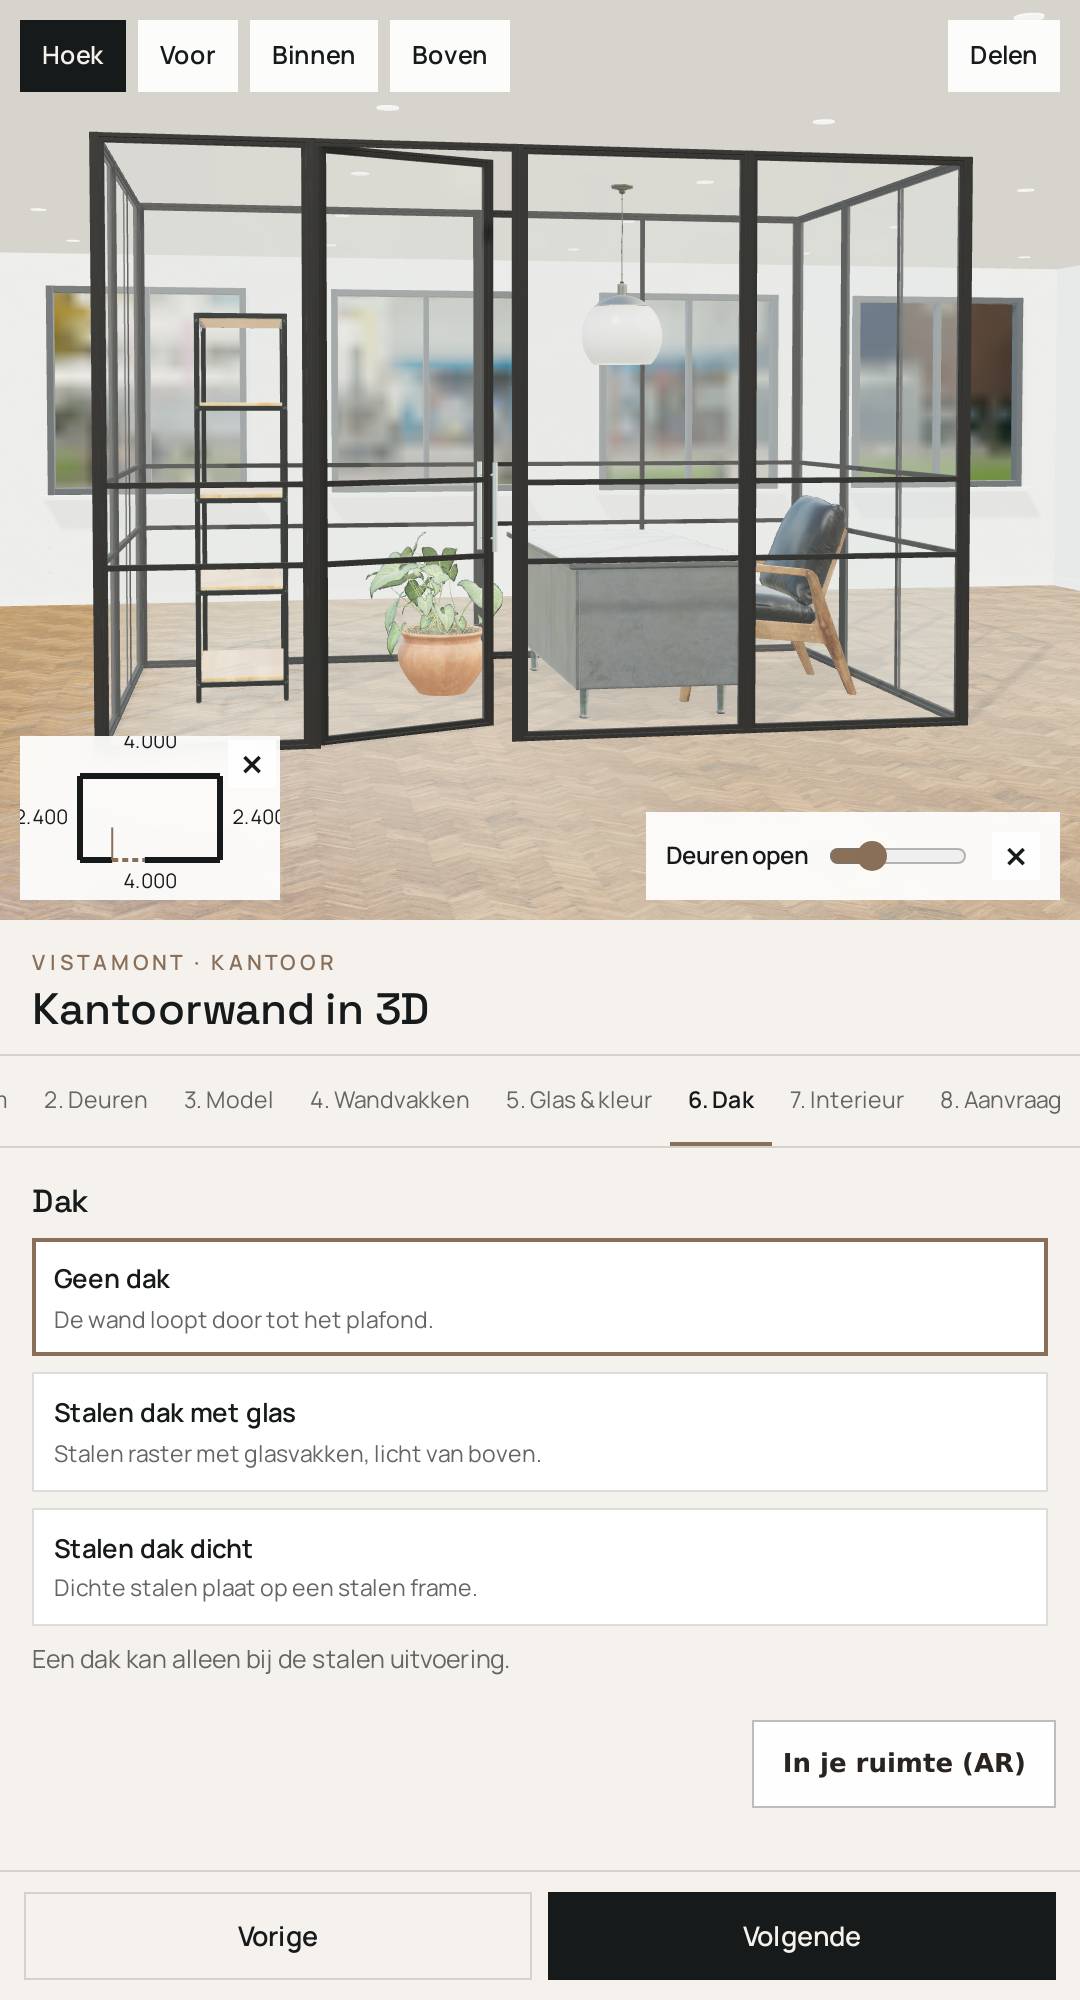 Hoek Voor Binnen Boven Delen
4.000
2.400 2.400
4.000
Deuren open
VISTAMONT · KANTOOR
Kantoorwand in 3D
2. Deuren 3. Model 4. Wandvakken 5. Glas & kleur 6. Dak 7. Interieur 8. Aanvraag
Dak
Geen dak
De wand loopt door tot het plafond.
Stalen dak met glas
Stalen raster met glasvakken, licht van boven.
Stalen dak dicht
Dichte stalen plaat op een stalen frame.
Een dak kan alleen bij de stalen uitvoering.
In je ruimte (AR)
Vorige Volgende